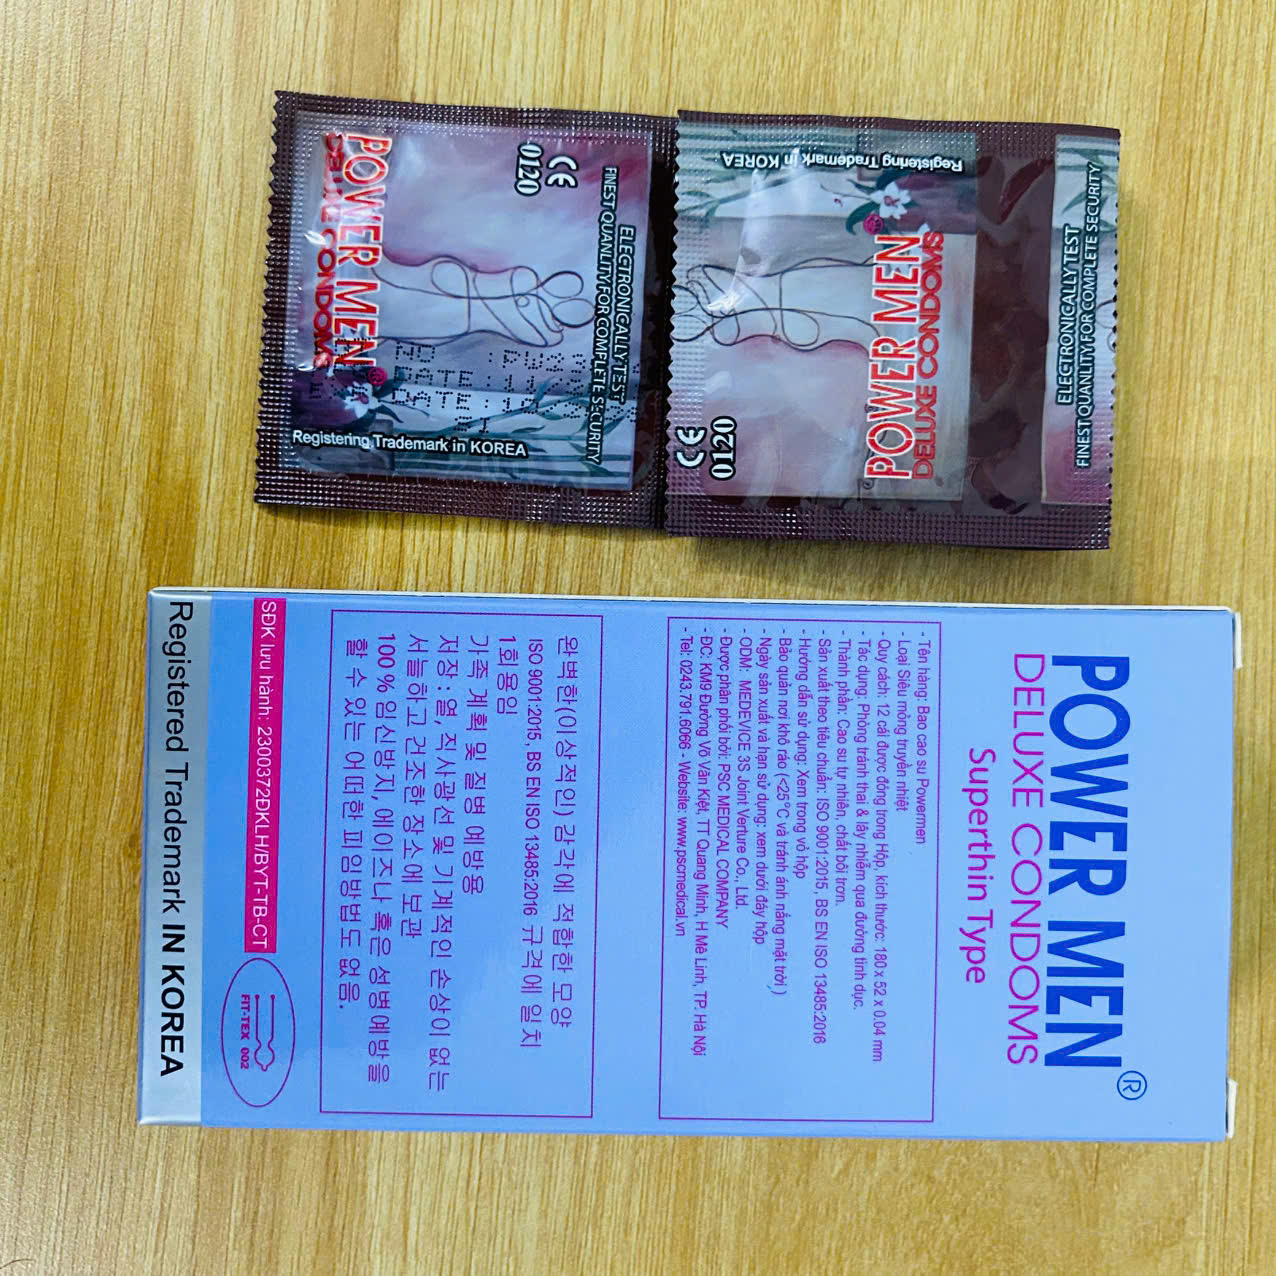 POWER MEN
DELUXE CONDOMS
CE
0120
ELECTRONICALLY TEST
FINEST QUANLITY FOR COMPLETE SECURITY
Registering Trademark in KOREA
Registering Trademark in KOREA
POWER MEN
DELUXE CONDOMS
CE
0120
ELECTRONICALLY TEST
FINEST QUANLITY FOR COMPLETE SECURITY
POWER MEN®
DELUXE CONDOMS
Superthin Type
- Tên hàng: Bao cao su Powermen
- Loại Siêu mỏng truyền nhiệt
- Quy cách: 12 cái được đóng trong Hộp, kích thước: 180 x 52 x 0.04 mm
- Tác dụng: Phòng tránh thai & lây nhiễm qua đường tình dục.
- Thành phần: Cao su tự nhiên, chất bôi trơn.
- Sản xuất theo tiêu chuẩn: ISO 9001:2015, BS EN ISO 13485:2016
- Hướng dẫn sử dụng: Xem trong vỏ hộp
- Bảo quản nơi khô ráo (<25°C và tránh ánh nắng mặt trời )
- Ngày sản xuất và hạn sử dụng: xem dưới đáy hộp
- ODM: MEDEVICE 3S Joint Verture Co., Ltd.
- Được phân phối bởi: PSC MEDICAL COMPANY
- ĐC: KM9 Đường Võ Văn Kiệt, TT Quang Minh, H Mê Linh, TP. Hà Nội
- Tel: 0243.791.6066 - Website: www.pscmedical.vn
완벽한(이상적인) 감각에 적합한 모양
ISO 9001:2015, BS EN ISO 13485:2016 규격에 일치
1회용임
가족 계획 및 질병 예방용
저장 : 열, 직사광선 및 기계적인 손상이 없는
서늘하고 건조한 장소에 보관
100 % 임신방지, 에이즈나 혹은 성병예방을
할 수 있는 어떠한 피임방법도 없음.
SĐK lưu hành: 2300372ĐKLH/BYT-TB-CT
FIT-TEX 002
Registered Trademark IN KOREA